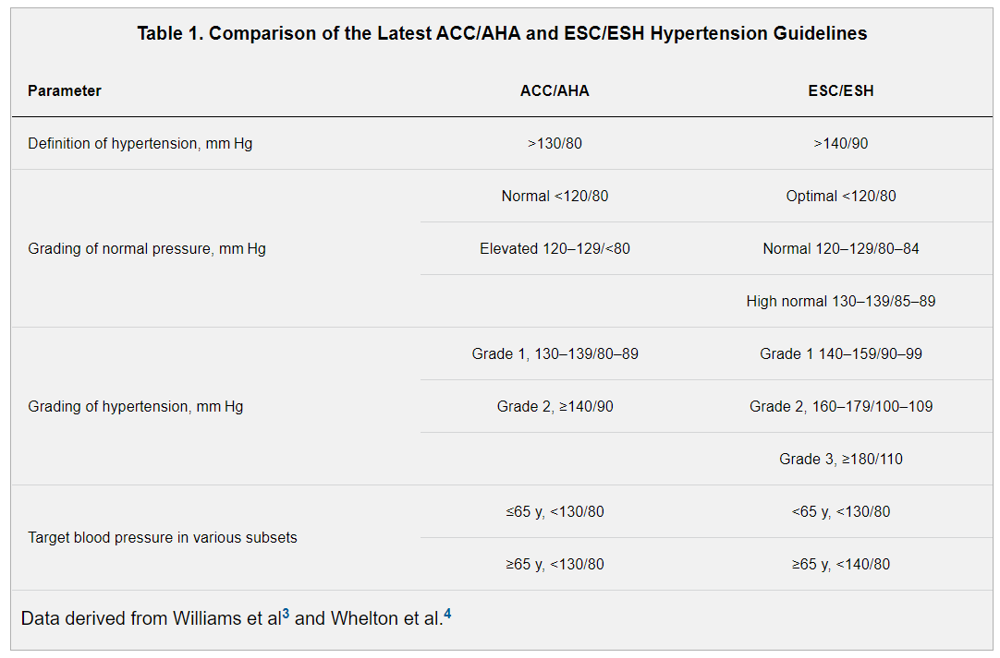 Table 1. Comparison of the Latest ACC/AHA and ESC/ESH Hypertension Guidelines
Parameter ACC/AHA ESC/ESH
Definition of hypertension, mm Hg >130/80 >140/90
Normal <120/80 Optimal <120/80
Grading of normal pressure, mm Hg Elevated 120–129/<80 Normal 120–129/80–84
High normal 130–139/85–89
Grade 1, 130–139/80–89 Grade 1 140–159/90–99
Grading of hypertension, mm Hg Grade 2, ≥140/90 Grade 2, 160–179/100–109
Grade 3, ≥180/110
≤65 y, <130/80 <65 y, <130/80
Target blood pressure in various subsets
≥65 y, <130/80 ≥65 y, <140/80
Data derived from Williams et al3 and Whelton et al.4